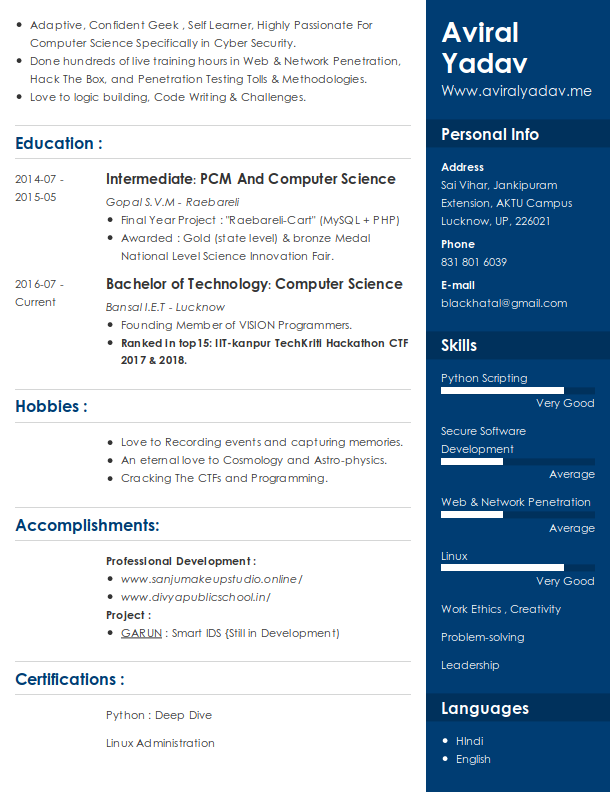 • Adaptive, Confident Geek , Self Learner, Highly Passionate For
Computer Science Specifically in Cyber Security.
• Done hundreds of live training hours in Web & Network Penetration,
Hack The Box, and Penetration Testing Tolls & Methodologies.
• Love to logic building, Code Writing & Challenges.
Education :
2014-07 -
2015-05
Intermediate: PCM And Computer Science
Gopal S.V.M - Raebareli
• Final Year Project : "Raebareli-Cart" (MySQL + PHP)
• Awarded : Gold (state level) & bronze Medal
National Level Science Innovation Fair.
2016-07 -
Current
Bachelor of Technology: Computer Science
Bansal I.E.T - Lucknow
• Founding Member of VISION Programmers.
• Ranked in top15: IIT-kanpur TechKriti Hackathon CTF
2017 & 2018.
Hobbies :
• Love to Recording events and capturing memories.
• An eternal love to Cosmology and Astro-physics.
• Cracking The CTFs and Programming.
Accomplishments:
Professional Development :
• www.sanjumakeupstudio.online/
• www.divyapublicschool.in/
Project :
• GARUN : Smart IDS {Still in Development)
Certifications :
Python : Deep Dive
Linux Administration
Aviral
Yadav
Www.aviralyadav.me
Personal Info
Address
Sai Vihar, Jankipuram
Extension, AKTU Campus
Lucknow, UP, 226021
Phone
831 801 6039
E-mail
blackhatal@gmail.com
Skills
Python Scripting
Very Good
Secure Software
Development
Average
Web & Network Penetration
Average
Linux
Very Good
Work Ethics , Creativity
Problem-solving
Leadership
Languages
• HIndi
• English